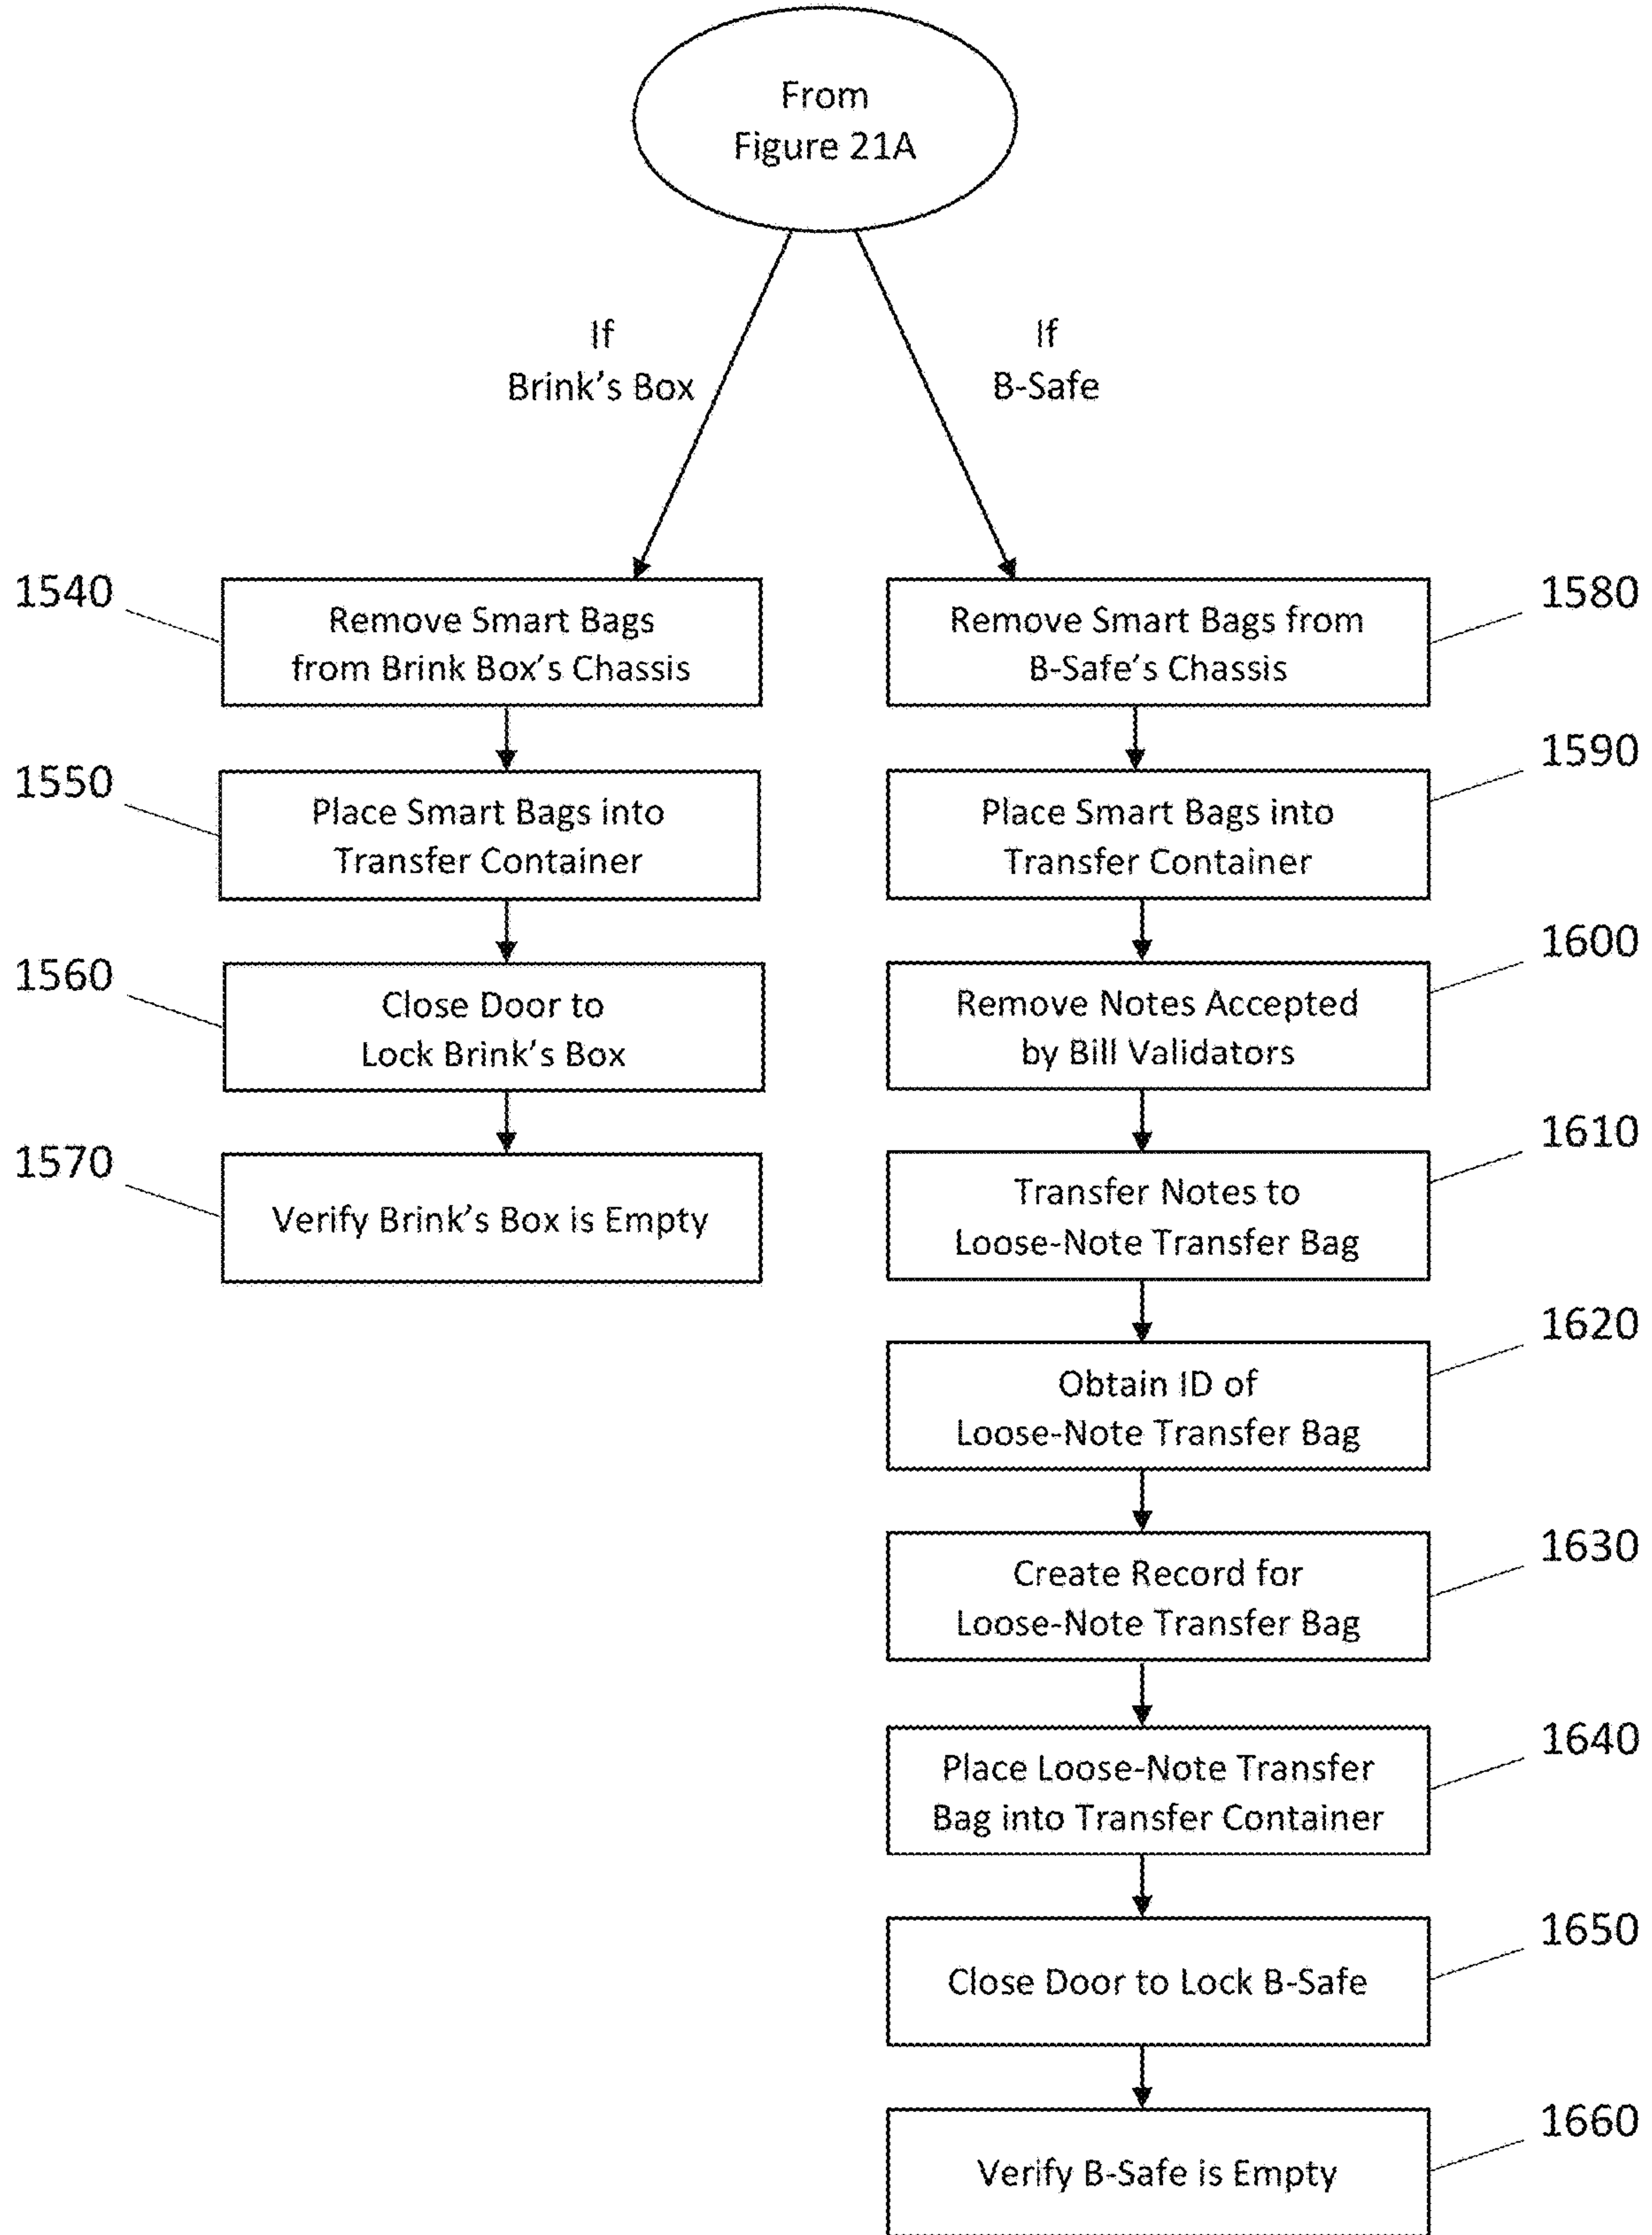 From
Figure 21A
If
Brink's Box
If
B-Safe
1540
Remove Smart Bags
from Brink Box's Chassis
1550
Place Smart Bags into
Transfer Container
1560
Close Door to
Lock Brink's Box
1570
Verify Brink's Box is Empty
1580
Remove Smart Bags from
B-Safe's Chassis
1590
Place Smart Bags into
Transfer Container
1600
Remove Notes Accepted
by Bill Validators
1610
Transfer Notes to
Loose-Note Transfer Bag
1620
Obtain ID of
Loose-Note Transfer Bag
1630
Create Record for
Loose-Note Transfer Bag
1640
Place Loose-Note Transfer
Bag into Transfer Container
1650
Close Door to Lock B-Safe
1660
Verify B-Safe is Empty